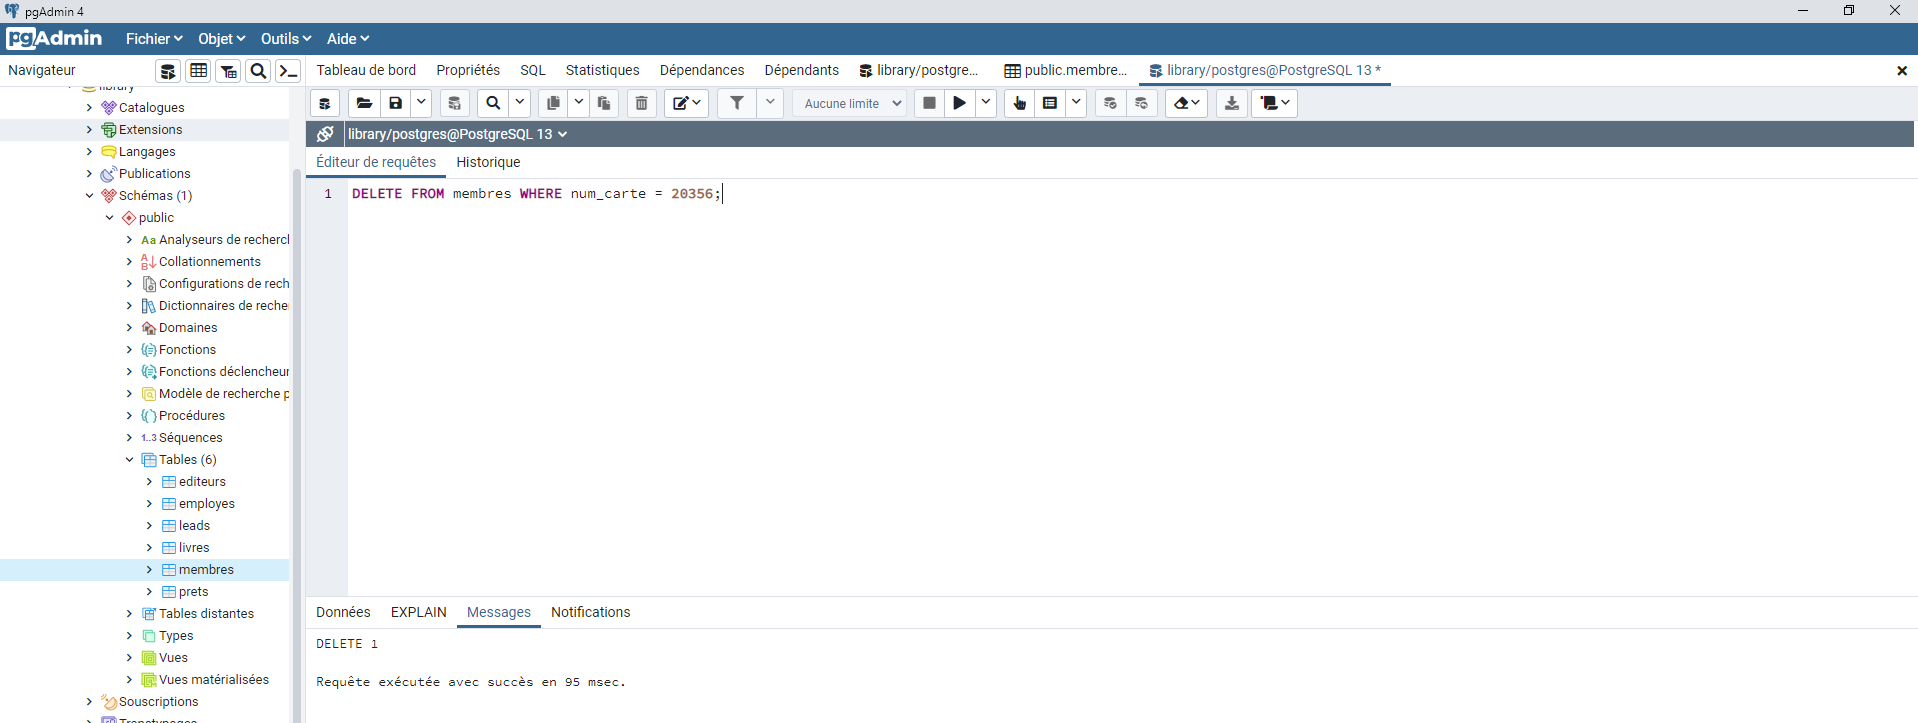 pgAdmin 4
pgAdmin Fichier Objet Outils Aide
Navigateur
Tableau de bord Propriétés SQL Statistiques Dépendances Dépendants library/postgre... public.membre... library/postgres@PostgreSQL 13 *
Aucune limite
library/postgres@PostgreSQL 13
Éditeur de requêtes Historique
1 DELETE FROM membres WHERE num_carte = 20356;
library
Catalogues
Extensions
Langages
Publications
Schémas (1)
public
Aa Analyseurs de recherc
Collationnements
Configurations de rech
Dictionnaires de reche
Domaines
Fonctions
Fonctions déclencheur
Modèle de recherche p
Procédures
1..3 Séquences
Tables (6)
editeurs
employes
leads
livres
membres
prets
Tables distantes
Types
Vues
Vues matérialisées
Souscriptions
Données EXPLAIN Messages Notifications
DELETE 1
Requête exécutée avec succès en 95 msec.